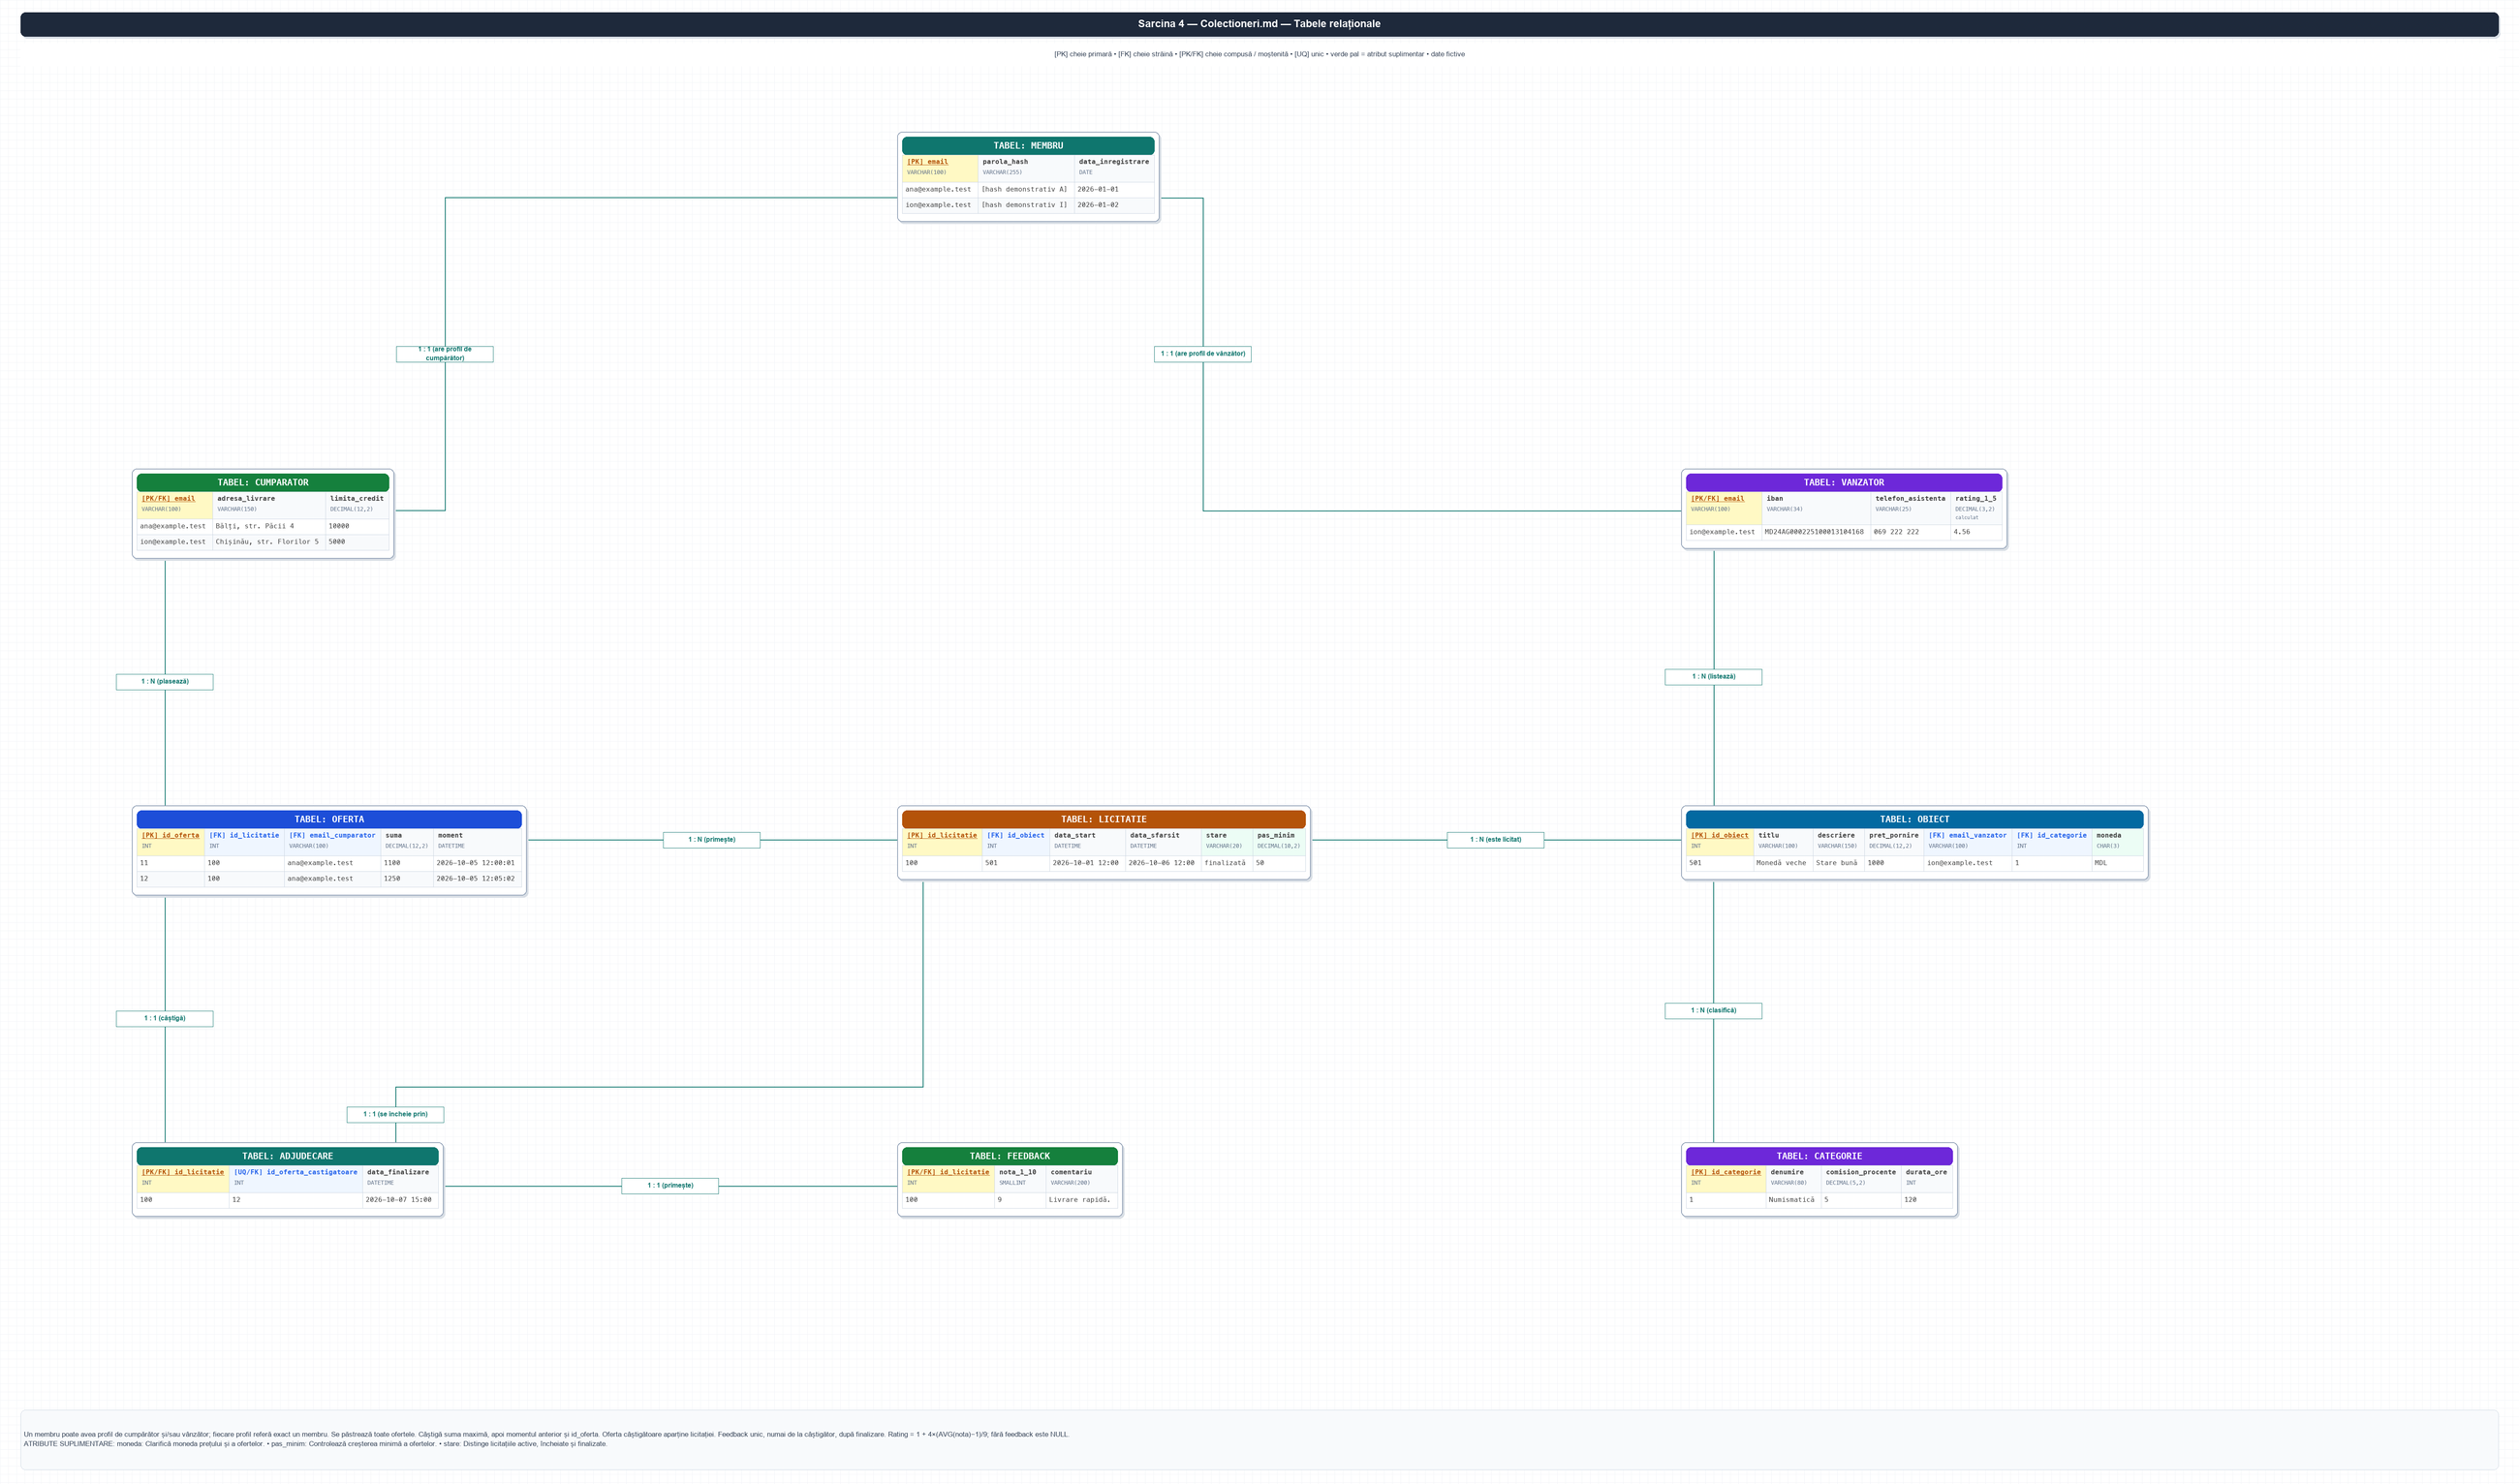 Sarcina 4 — Colectioneri.md — Tabele relaționale
[PK] cheie primară • [FK] cheie străină • [PK/FK] cheie compusă / moștenită • [UQ] unic • verde pal = atribut suplimentar • date fictive
TABEL: MEMBRU
[PK] email parola_hash data_inregistrare
VARCHAR(100) VARCHAR(255) DATE
ana@example.test [hash demonstrativ A] 2026-01-01
ion@example.test [hash demonstrativ I] 2026-01-02
1 : 1 (are profil de
cumpărător)
1 : 1 (are profil de vânzător)
TABEL: CUMPARATOR
[PK/FK] email adresa_livrare limita_credit
VARCHAR(100) VARCHAR(150) DECIMAL(12,2)
ana@example.test Bălți, str. Păcii 4 10000
ion@example.test Chișinău, str. Florilor 5 5000
TABEL: VANZATOR
[PK/FK] email iban telefon_asistenta rating_1_5
VARCHAR(100) VARCHAR(34) VARCHAR(25) DECIMAL(3,2)
calculat
ion@example.test MD24AG000225100013104168 069 222 222 4.56
1 : N (plasează)
1 : N (listează)
TABEL: OFERTA
[PK] id_oferta [FK] id_licitatie [FK] email_cumparator suma moment
INT INT VARCHAR(100) DECIMAL(12,2) DATETIME
11 100 ana@example.test 1100 2026-10-05 12:00:01
12 100 ana@example.test 1250 2026-10-05 12:05:02
1 : N (primește)
TABEL: LICITATIE
[PK] id_licitatie [FK] id_obiect data_start data_sfarsit stare pas_minim
INT INT DATETIME DATETIME VARCHAR(20) DECIMAL(10,2)
100 501 2026-10-01 12:00 2026-10-06 12:00 finalizată 50
1 : N (este licitat)
TABEL: OBIECT
[PK] id_obiect titlu descriere pret_pornire [FK] email_vanzator [FK] id_categorie moneda
INT VARCHAR(100) VARCHAR(150) DECIMAL(12,2) VARCHAR(100) INT CHAR(3)
501 Monedă veche Stare bună 1000 ion@example.test 1 MDL
1 : 1 (câștigă)
1 : N (clasifică)
1 : 1 (se încheie prin)
TABEL: ADJUDECARE
[PK/FK] id_licitatie [UQ/FK] id_oferta_castigatoare data_finalizare
INT INT DATETIME
100 12 2026-10-07 15:00
1 : 1 (primește)
TABEL: FEEDBACK
[PK/FK] id_licitatie nota_1_10 comentariu
INT SMALLINT VARCHAR(200)
100 9 Livrare rapidă.
TABEL: CATEGORIE
[PK] id_categorie denumire comision_procente durata_ore
INT VARCHAR(80) DECIMAL(5,2) INT
1 Numismatică 5 120
Un membru poate avea profil de cumpărător și/sau vânzător; fiecare profil referă exact un membru. Se păstrează toate ofertele. Câștigă suma maximă, apoi momentul anterior și id_oferta. Oferta câștigătoare aparține licitației. Feedback unic, numai de la câștigător, după finalizare. Rating = 1 + 4×(AVG(nota)−1)/9; fără feedback este NULL.
ATRIBUTE SUPLIMENTARE: moneda: Clarifică moneda prețului și a ofertelor. • pas_minim: Controlează creșterea minimă a ofertelor. • stare: Distinge licitațiile active, încheiate și finalizate.